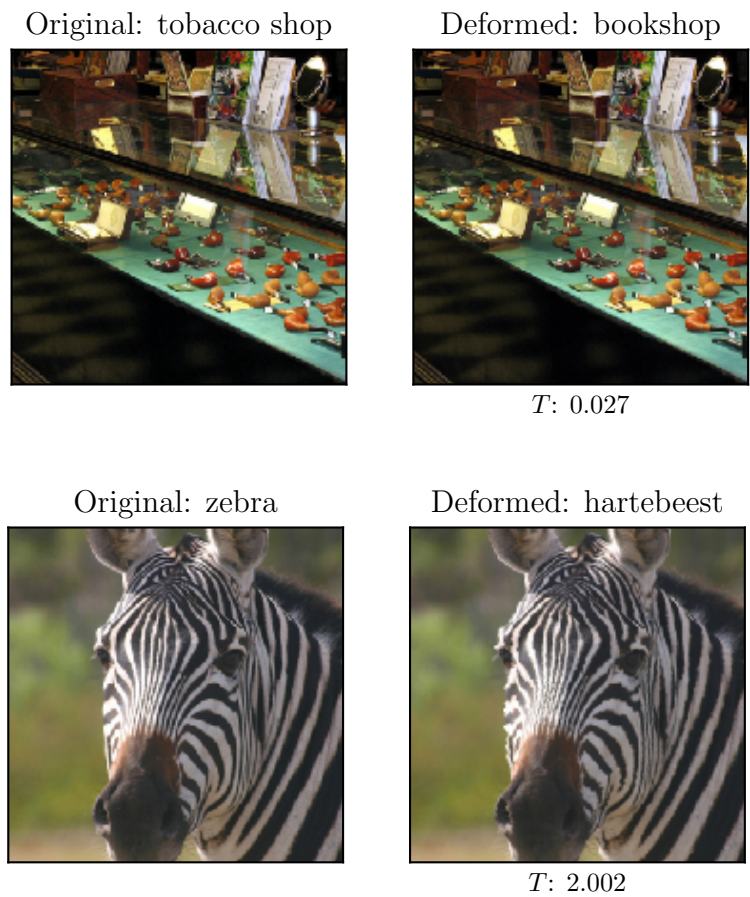 Original: tobacco shop
Deformed: bookshop
T: 0.027
Original: zebra
Deformed: hartebeest
T: 2.002